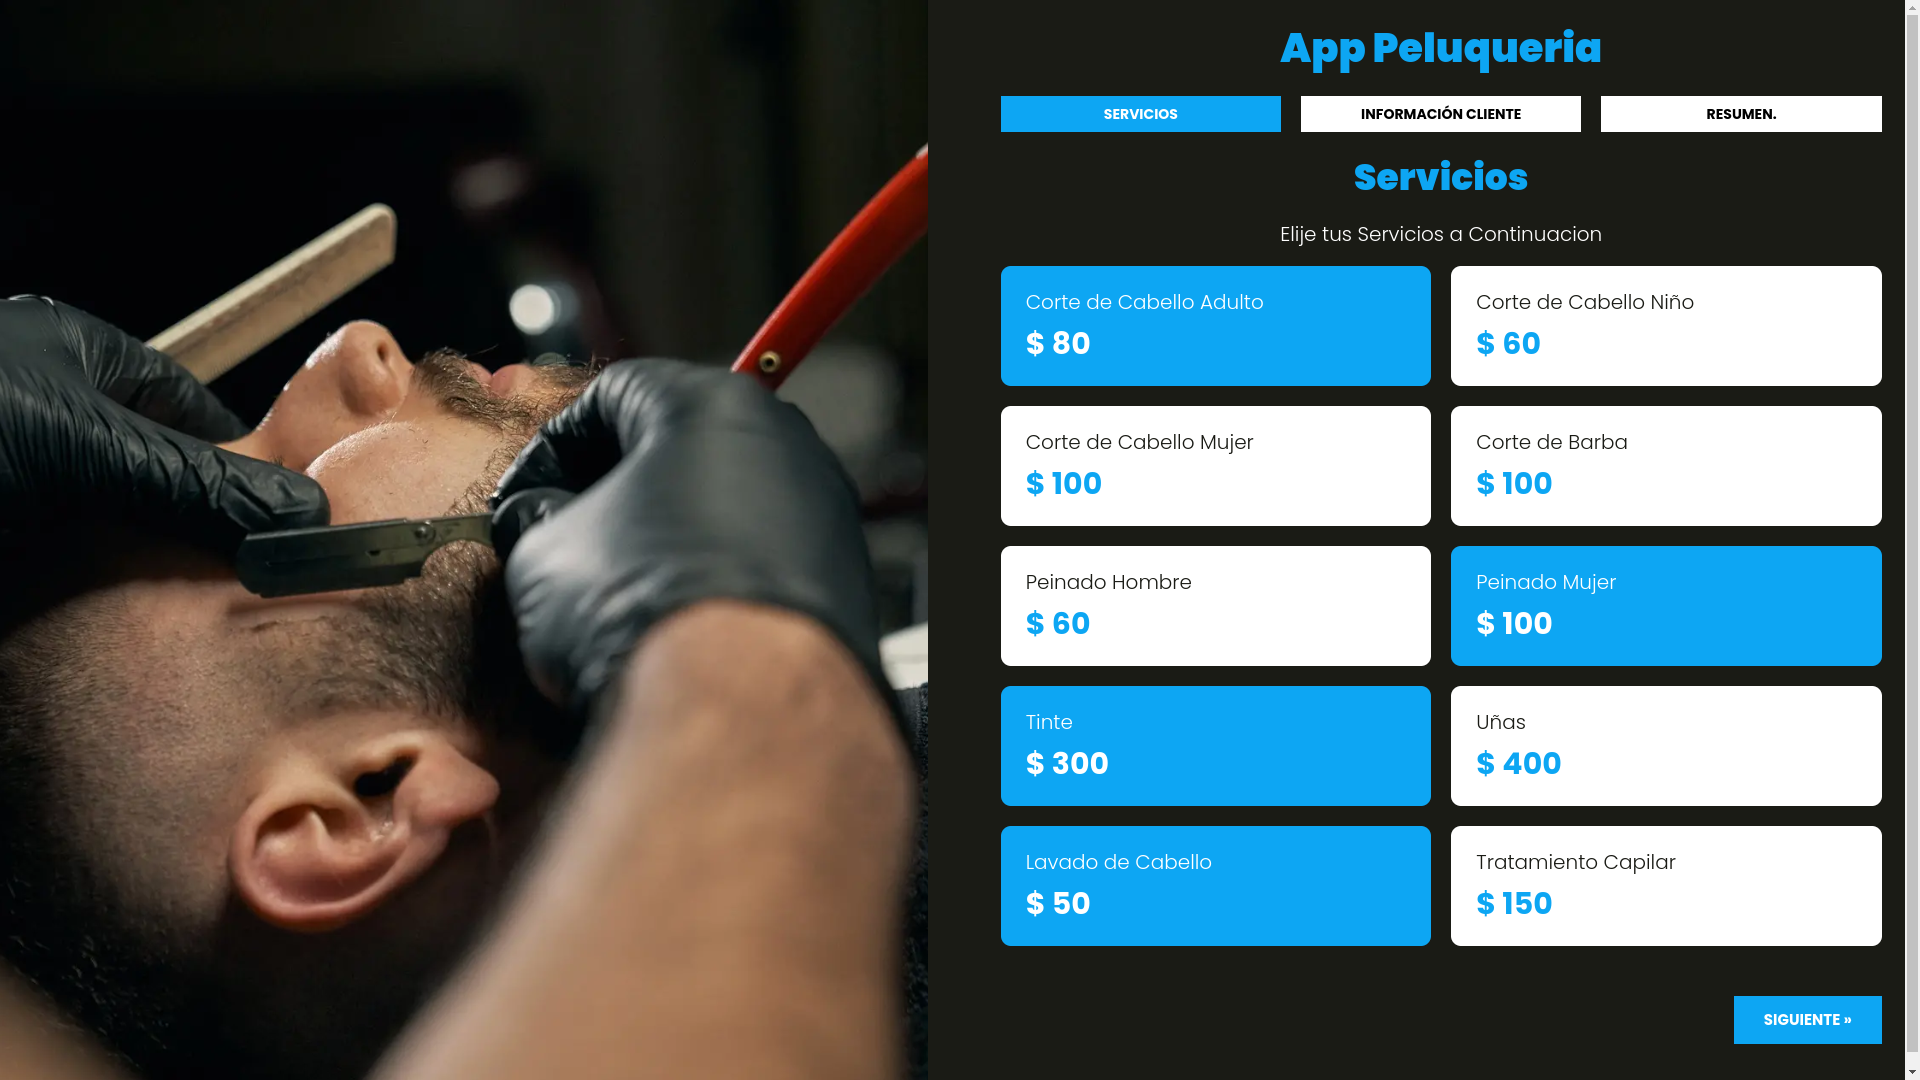 App Peluqueria
SERVICIOS
INFORMACIÓN CLIENTE
RESUMEN.
Servicios
Elije tus Servicios a Continuacion
Corte de Cabello Adulto
$ 80
Corte de Cabello Niño
$ 60
Corte de Cabello Mujer
$ 100
Corte de Barba
$ 100
Peinado Hombre
$ 60
Peinado Mujer
$ 100
Tinte
$ 300
Uñas
$ 400
Lavado de Cabello
$ 50
Tratamiento Capilar
$ 150
SIGUIENTE »